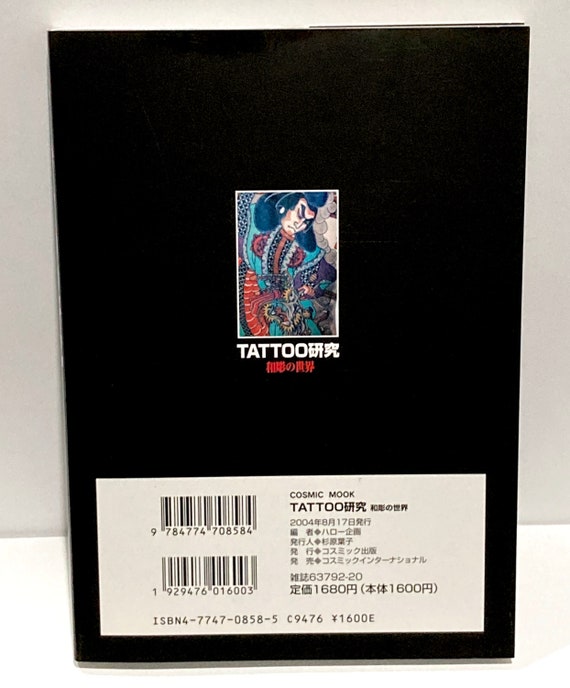 TATTOO研究
和彫の世界
COSMIC MOOK
TATTOO研究 和彫の世界
2004年8月17日発行
編 者◆ハロー企画
発行人◆杉原葉子
発 行◆コスミック出版
発 売◆コスミックインターナショナル
雑誌63792-20
定価1680円(本体1600円)
9 784774 708584
1 929476 016003
ISBN4-7747-0858-5 C9476 ¥1600E